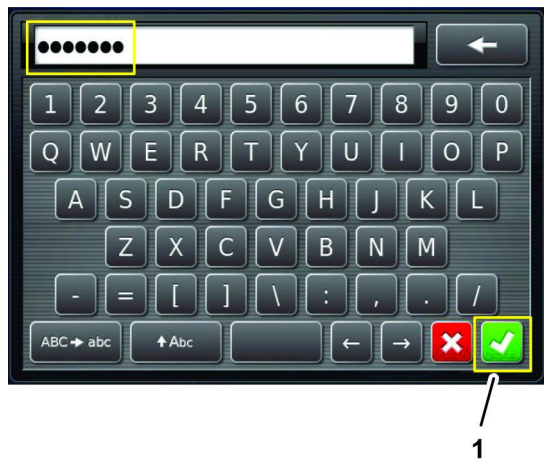 ●●●●●●●
1 2 3 4 5 6 7 8 9 0
Q W E R T Y U I O P
A S D F G H J K L
Z X C V B N M
- = [ ] \ : , . /
ABC → abc ↑ Abc ← →
1